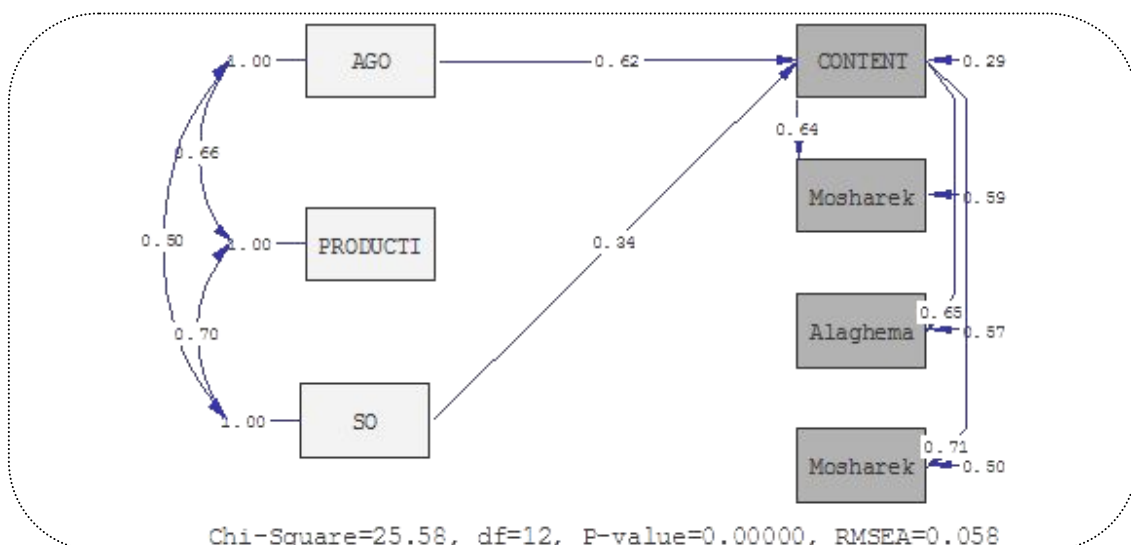 1.00 AGO 0.62 CONTENT 0.29
0.64
0.66
Mosharek 0.59
0.50 1.00 PRODUCTI 0.34
0.65
0.70 Alaghema 0.57
1.00 SO
0.71
Mosharek 0.50
Chi-Square=25.58, df=12, P-value=0.00000, RMSEA=0.058